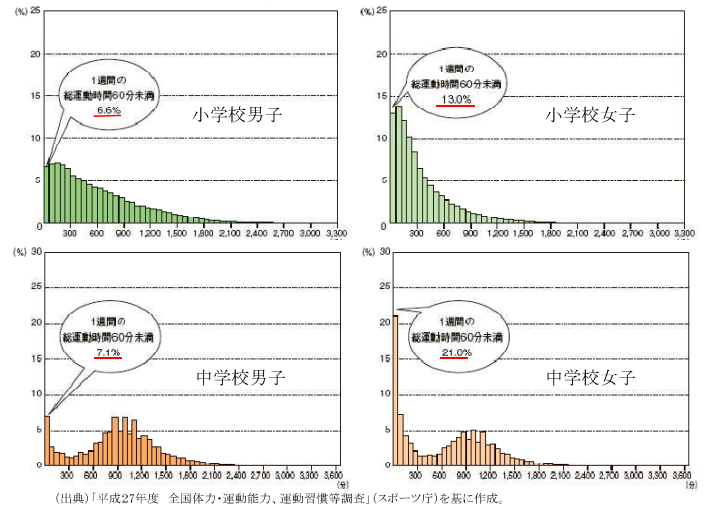 (%)
25
20
15
10
5
0
1週間の
総運動時間60分未満
6.6%
小学校男子
300 600 900 1,200 1,500 1,800 2,100 2,400 2,700 3,000 3,300
(%)
25
20
15
10
5
0
1週間の
総運動時間60分未満
13.0%
小学校女子
300 600 900 1,200 1,500 1,800 2,100 2,400 2,700 3,000 3,300
(%)
30
25
20
15
10
5
0
1週間の
総運動時間60分未満
7.1%
中学校男子
300 600 900 1,200 1,500 1,800 2,100 2,400 2,700 3,000 3,600
(分)
(%)
30
25
20
15
10
5
0
1週間の
総運動時間60分未満
21.0%
中学校女子
300 600 900 1,200 1,500 1,800 2,100 2,400 2,700 3,000 3,600
(分)
(出典)「平成27年度 全国体力・運動能力、運動習慣等調査」(スポーツ庁)を基に作成。